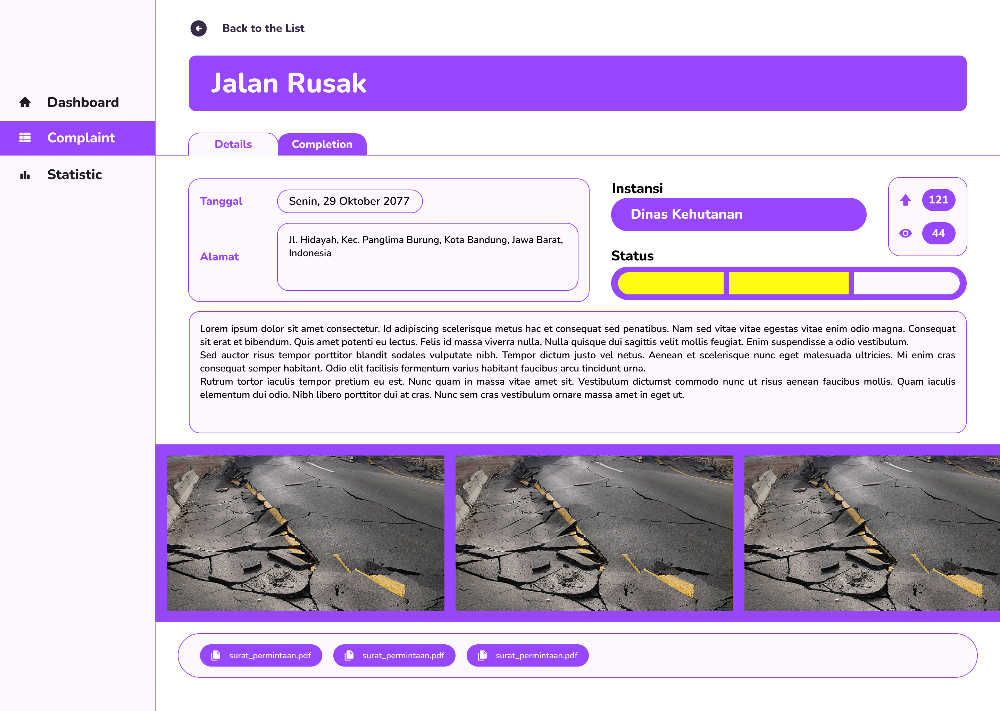 Back to the List
Jalan Rusak
Dashboard
Complaint
Statistic
Details
Completion
Tanggal
Senin, 29 Oktober 2077
Alamat
Jl. Hidayah, Kec. Panglima Burung, Kota Bandung, Jawa Barat,
Indonesia
Instansi
Dinas Kehutanan
121
44
Status
Lorem ipsum dolor sit amet consectetur. Id adipiscing scelerisque metus hac et consequat sed penatibus. Nam sed vitae vitae egestas vitae enim odio magna. Consequat
sit erat et bibendum. Quis amet potenti eu lectus. Felis id massa viverra nulla. Nulla quisque dui sagittis velit mollis feugiat. Enim suspendisse a odio vestibulum.
Sed auctor risus tempor porttitor blandit sodales vulputate nibh. Tempor dictum justo vel netus. Aenean et scelerisque nunc eget malesuada ultricies. Mi enim cras
consequat semper habitant. Odio elit facilisis fermentum varius habitant faucibus arcu tincidunt urna.
Rutrum tortor iaculis tempor pretium eu est. Nunc quam in massa vitae amet sit. Vestibulum dictumst commodo nunc ut risus aenean faucibus mollis. Quam iaculis
elementum dui odio. Nibh libero porttitor dui at cras. Nunc sem cras vestibulum ornare massa amet in eget ut.
surat_permintaan.pdf
surat_permintaan.pdf
surat_permintaan.pdf